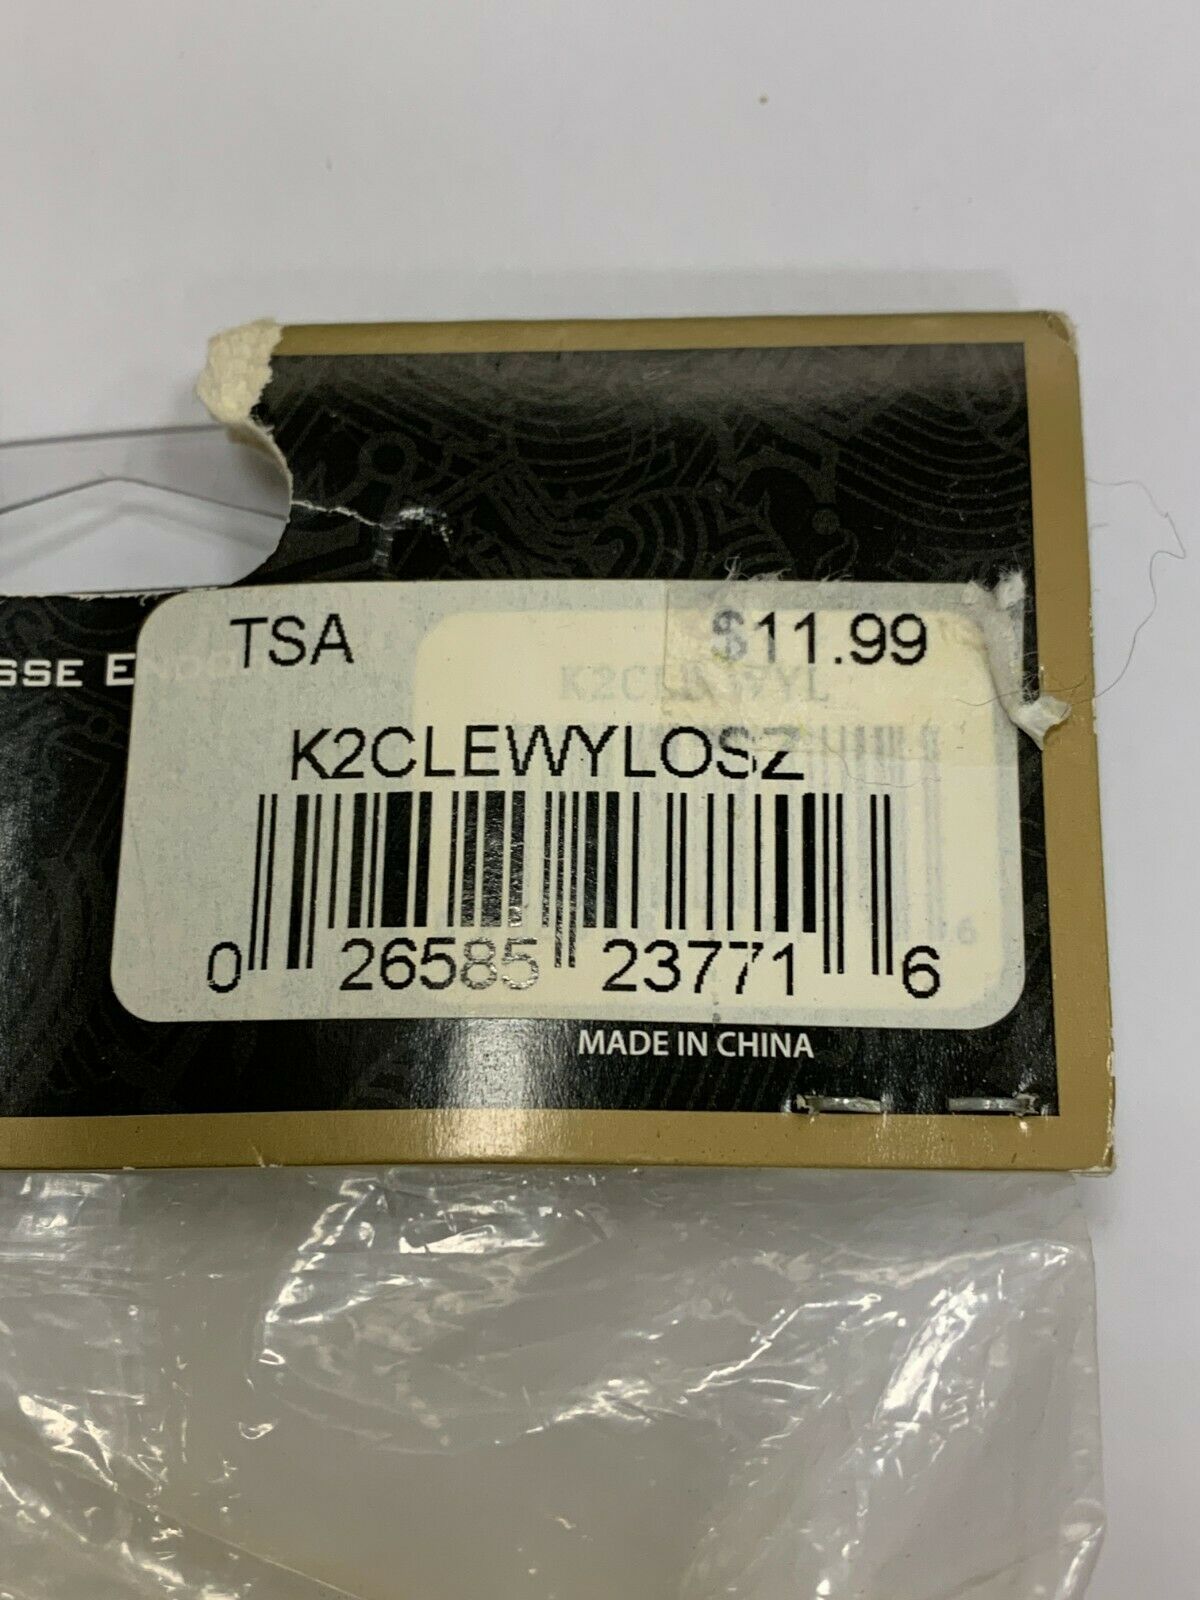 TSA
$11.99
K2CLEWYLOSZ
0 26585 23771 6
MADE IN CHINA